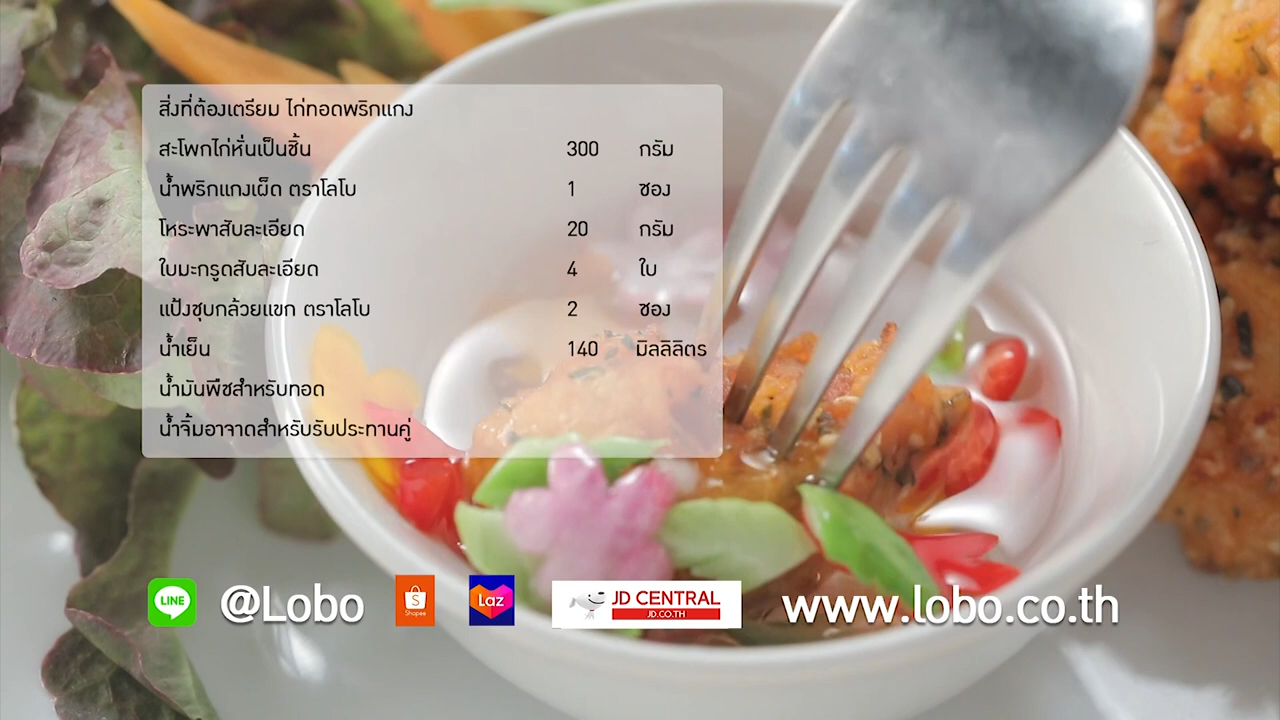 สิ่งที่ต้องเตรียม ไก่ทอดพริกแกง
สะโพกไก่หั่นเป็นชิ้น 300 กรัม
น้ำพริกแกงเผ็ด ตราโลโบ 1 ซอง
โหระพาสับละเอียด 20 กรัม
ใบมะกรูดสับละเอียด 4 ใบ
แป้งชุบกล้วยแขก ตราโลโบ 2 ซอง
น้ำเย็น 140 มิลลิลิตร
น้ำมันพืชสำหรับทอด
น้ำจิ้มอาจาดสำหรับรับประทานคู่
LINE @Lobo S Shopee Laz JD CENTRAL www.lobo.co.th
JD.CO.TH